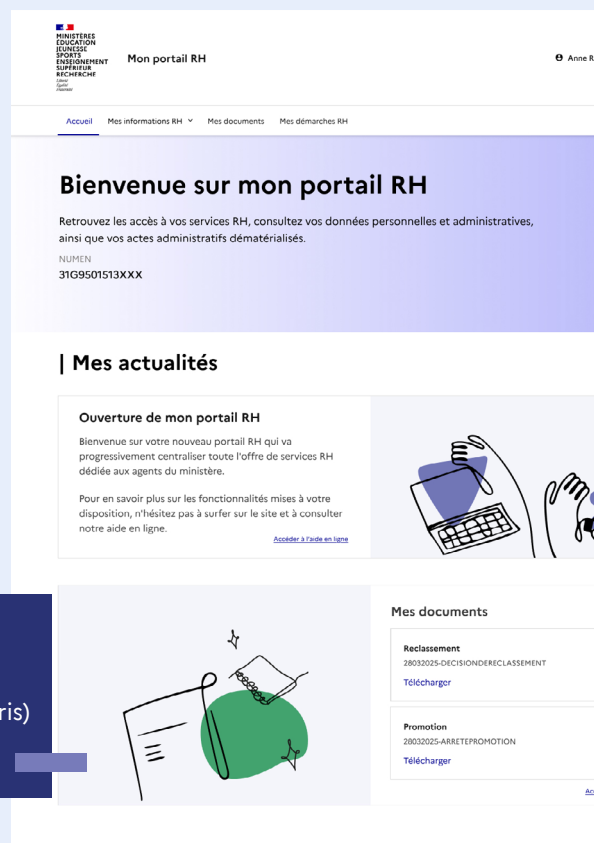 MINISTÈRES
ÉDUCATION
JEUNESSE
SPORTS
ENSEIGNEMENT
SUPÉRIEUR
RECHERCHE
Liberté
Égalité
Fraternité
Mon portail RH
Anne R
Accueil Mes informations RH Mes documents Mes démarches RH
Bienvenue sur mon portail RH
Retrouvez les accès à vos services RH, consultez vos données personnelles et administratives,
ainsi que vos actes administratifs dématérialisés.
NUMEN
31G9501513XXX
| Mes actualités
Ouverture de mon portail RH
Bienvenue sur votre nouveau portail RH qui va
progressivement centraliser toute l'offre de services RH
dédiée aux agents du ministère.
Pour en savoir plus sur les fonctionnalités mises à votre
disposition, n'hésitez pas à surfer sur le site et à consulter
notre aide en ligne.
Accéder à l'aide en ligne
Mes documents
Reclassement
28032025-DECISIONDERECLASSEMENT
Télécharger
Promotion
28032025-ARRETEPROMOTION
Télécharger
ris)